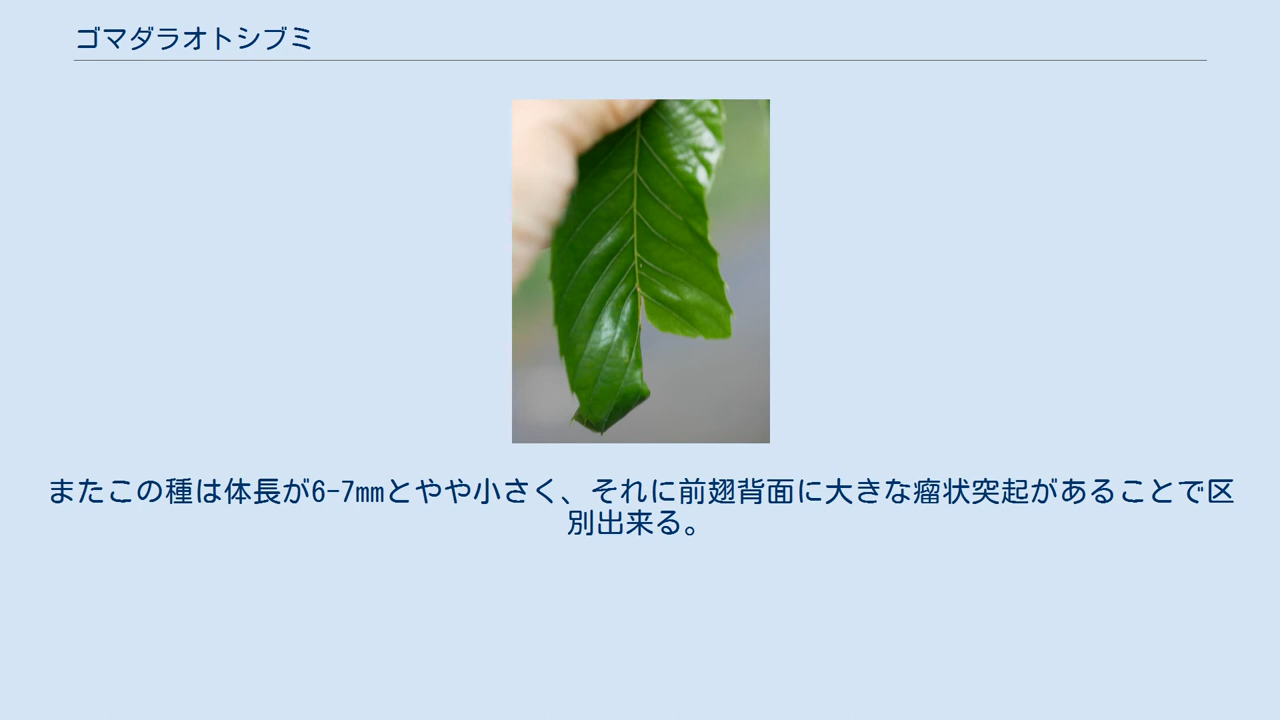 ゴマダラオトシブミ
またこの種は体長が6-7mmとやや小さく、それに前翅背面に大きな瘤状突起があることで区
別出来る。